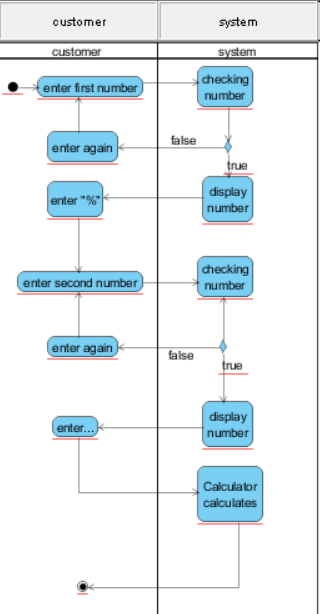 customer
system
customer
system
enter first number
checking
number
false
enter again
true
enter "%"
display
number
checking
number
enter second number
enter again
false
true
enter...
display
number
Calculator
calculates